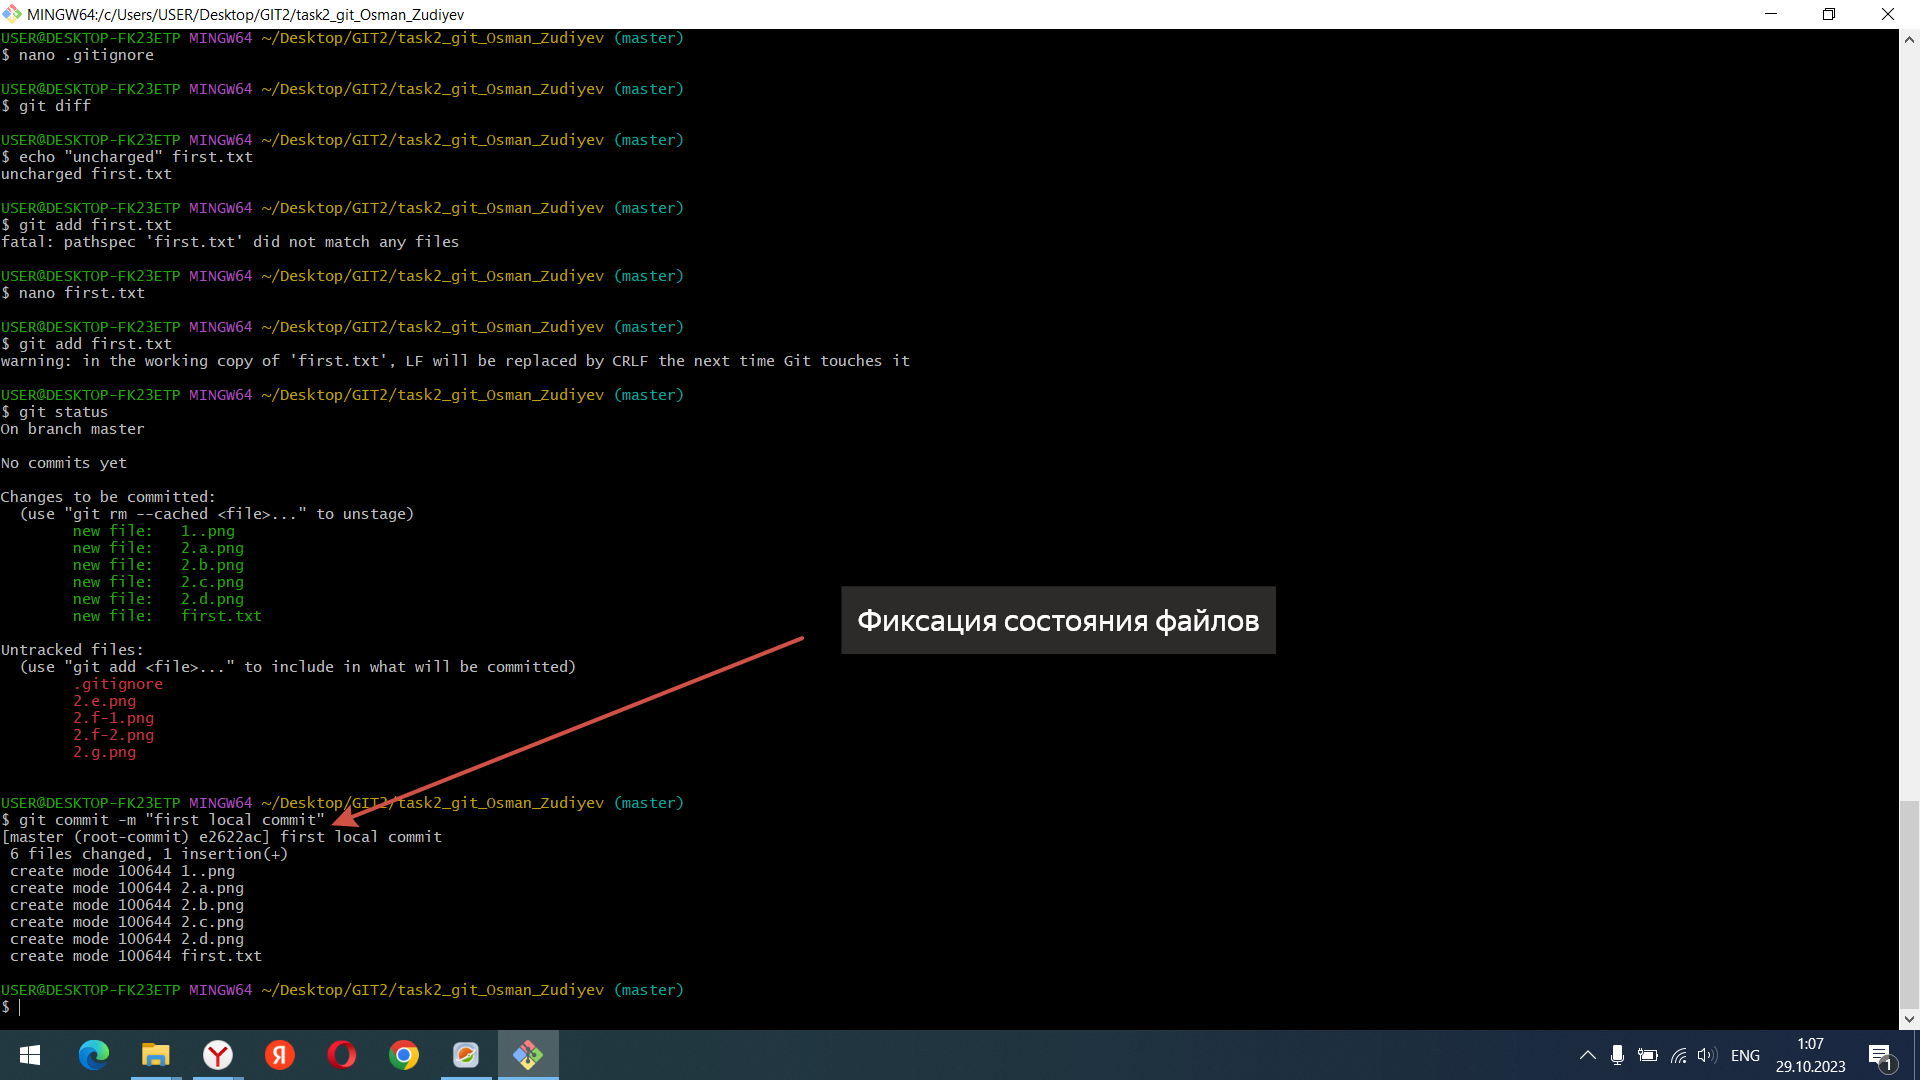 MINGW64:/c/Users/USER/Desktop/GIT2/task2_git_Osman_Zudiyev
USER@DESKTOP-FK23ETP MINGW64 ~/Desktop/GIT2/task2_git_Osman_Zudiyev (master)
$ nano .gitignore
USER@DESKTOP-FK23ETP MINGW64 ~/Desktop/GIT2/task2_git_Osman_Zudiyev (master)
$ git diff
USER@DESKTOP-FK23ETP MINGW64 ~/Desktop/GIT2/task2_git_Osman_Zudiyev (master)
$ echo "uncharged" first.txt
uncharged first.txt
USER@DESKTOP-FK23ETP MINGW64 ~/Desktop/GIT2/task2_git_Osman_Zudiyev (master)
$ git add first.txt
fatal: pathspec 'first.txt' did not match any files
USER@DESKTOP-FK23ETP MINGW64 ~/Desktop/GIT2/task2_git_Osman_Zudiyev (master)
$ nano first.txt
USER@DESKTOP-FK23ETP MINGW64 ~/Desktop/GIT2/task2_git_Osman_Zudiyev (master)
$ git add first.txt
warning: in the working copy of 'first.txt', LF will be replaced by CRLF the next time Git touches it
USER@DESKTOP-FK23ETP MINGW64 ~/Desktop/GIT2/task2_git_Osman_Zudiyev (master)
$ git status
On branch master
No commits yet
Changes to be committed:
(use "git rm --cached <file>..." to unstage)
new file: 1..png
new file: 2.a.png
new file: 2.b.png
new file: 2.c.png
new file: 2.d.png
new file: first.txt
Фиксация состояния файлов
Untracked files:
(use "git add <file>..." to include in what will be committed)
.gitignore
2.e.png
2.f-1.png
2.f-2.png
2.g.png
USER@DESKTOP-FK23ETP MINGW64 ~/Desktop/GIT2/task2_git_Osman_Zudiyev (master)
$ git commit -m "first local commit"
[master (root-commit) e2622ac] first local commit
6 files changed, 1 insertion(+)
create mode 100644 1..png
create mode 100644 2.a.png
create mode 100644 2.b.png
create mode 100644 2.c.png
create mode 100644 2.d.png
create mode 100644 first.txt
USER@DESKTOP-FK23ETP MINGW64 ~/Desktop/GIT2/task2_git_Osman_Zudiyev (master)
$
Y
Я
ENG
1:07
29.10.2023
1